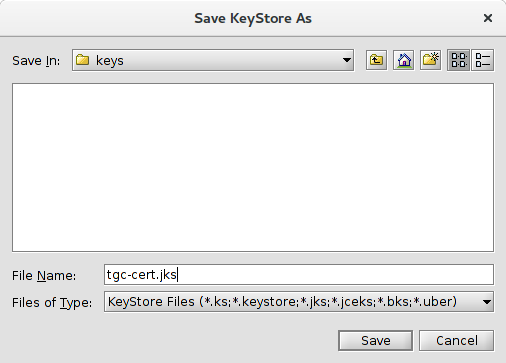 Save KeyStore As
Save In: keys
File Name: tgc-cert.jks
Files of Type: KeyStore Files (*.ks;*.keystore;*.jks;*.jceks;*.bks;*.uber)
Save Cancel